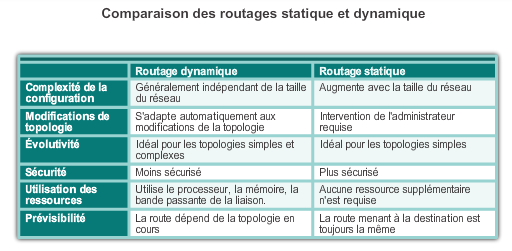 Comparaison des routages statique et dynamique
Routage dynamique Routage statique
Complexité de la configuration Généralement indépendant de la taille du réseau Augmente avec la taille du réseau
Modifications de topologie S'adapte automatiquement aux modifications de la topologie Intervention de l'administrateur requise
Évolutivité Idéal pour les topologies simples et complexes Idéal pour les topologies simples
Sécurité Moins sécurisé Plus sécurisé
Utilisation des ressources Utilise le processeur, la mémoire, la bande passante de la liaison. Aucune ressource supplémentaire n'est requise
Prévisibilité La route dépend de la topologie en cours La route menant à la destination est toujours la même